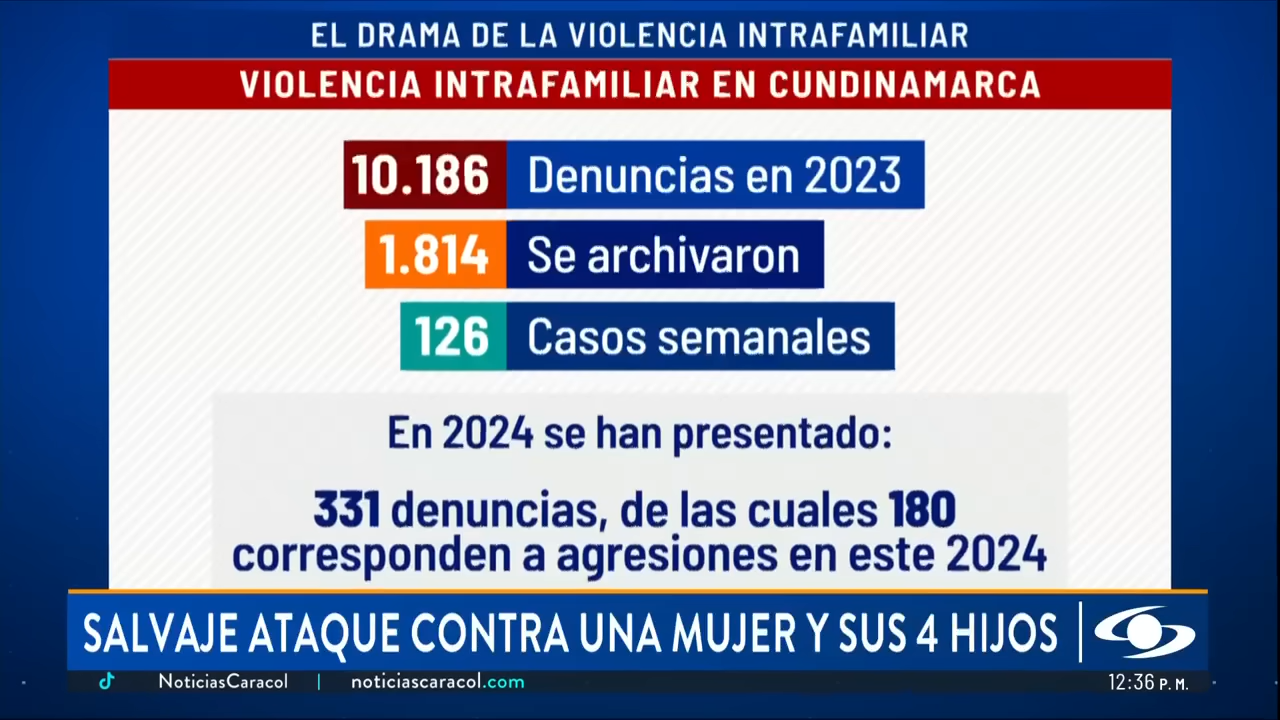 EL DRAMA DE LA VIOLENCIA INTRAFAMILIAR
VIOLENCIA INTRAFAMILIAR EN CUNDINAMARCA
10.186 Denuncias en 2023
1.814 Se archivaron
126 Casos semanales
En 2024 se han presentado:
331 denuncias, de las cuales 180
corresponden a agresiones en este 2024
SALVAJE ATAQUE CONTRA UNA MUJER Y SUS 4 HIJOS
NoticiasCaracol | noticiascaracol.com 12:36 P. M.